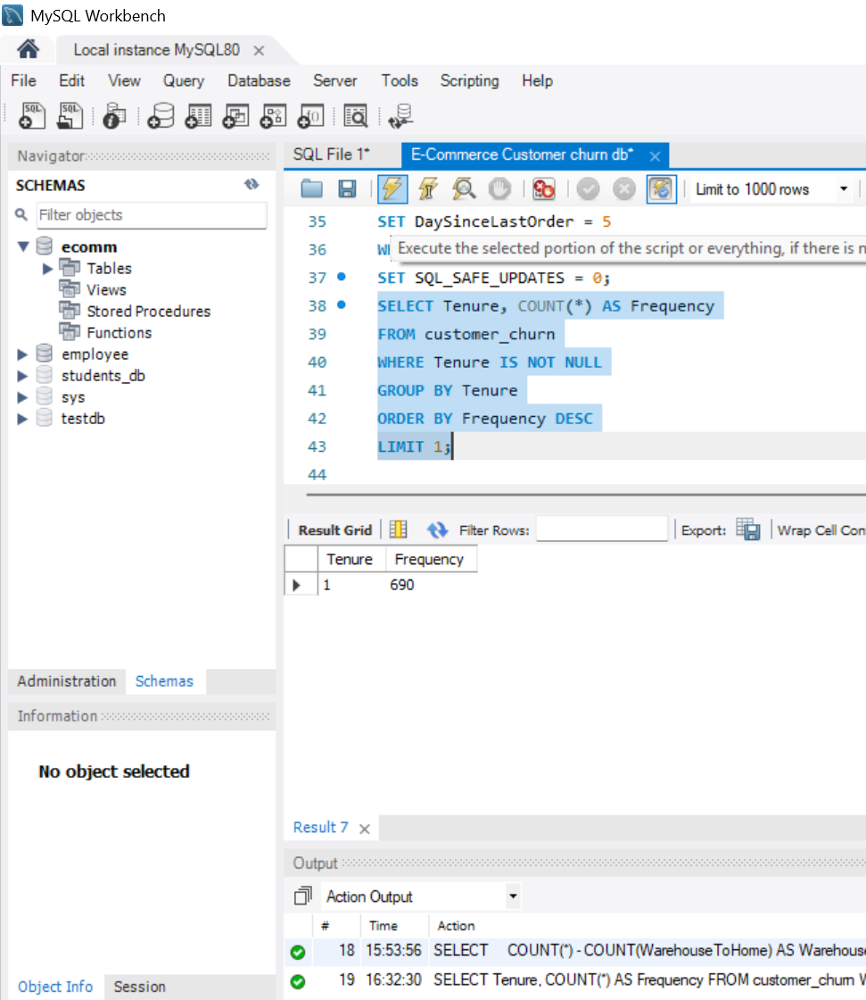 MySQL Workbench
Local instance MySQL80
File Edit View Query Database Server Tools Scripting Help
Navigator
SCHEMAS
Filter objects
ecomm
Tables
Views
Stored Procedures
Functions
employee
students_db
sys
testdb
Administration Schemas
Information
No object selected
Object Info Session
SQL File 1* E-Commerce Customer churn db*
Limit to 1000 rows
35 SET DaySinceLastOrder = 5
36
Execute the selected portion of the script or everything, if there is n
37 SET SQL_SAFE_UPDATES = 0;
38 SELECT Tenure, COUNT(*) AS Frequency
39 FROM customer_churn
40 WHERE Tenure IS NOT NULL
41 GROUP BY Tenure
42 ORDER BY Frequency DESC
43 LIMIT 1;
44
Result Grid Filter Rows: Export: Wrap Cell Con
Tenure Frequency
1 690
Result 7
Output
Action Output
# Time Action
18 15:53:56 SELECT COUNT(*) - COUNT(WarehouseToHome) AS Warehouse
19 16:32:30 SELECT Tenure, COUNT(*) AS Frequency FROM customer_churn W